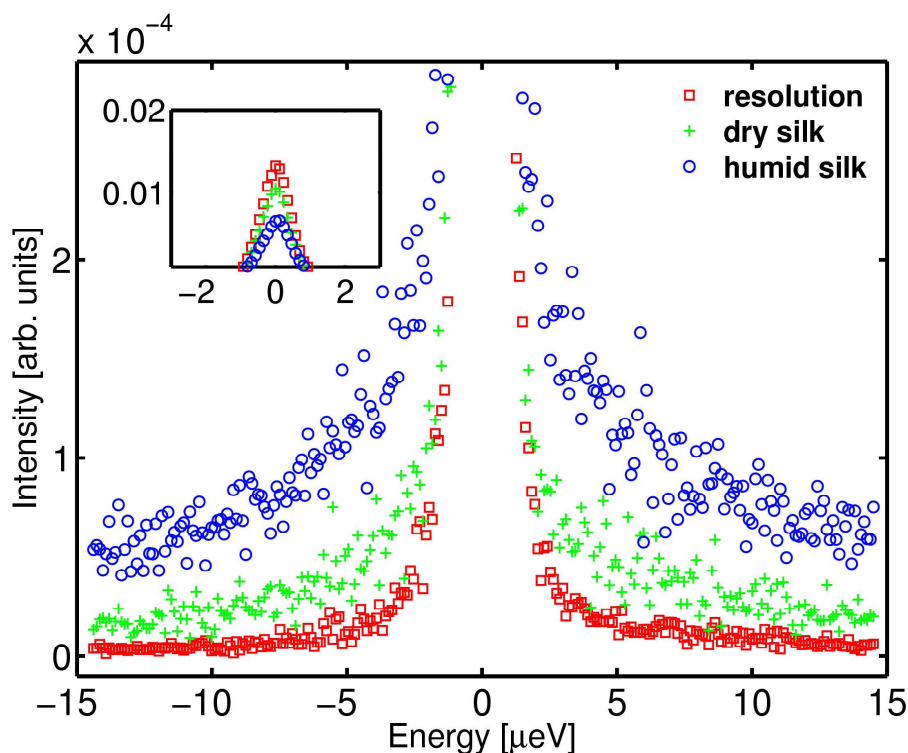 x 10⁻⁴
0.02
0.01
−2 0 2
resolution
dry silk
humid silk
2
1
0
−15 −10 −5 0 5 10 15
Intensity [arb. units]
Energy [μeV]